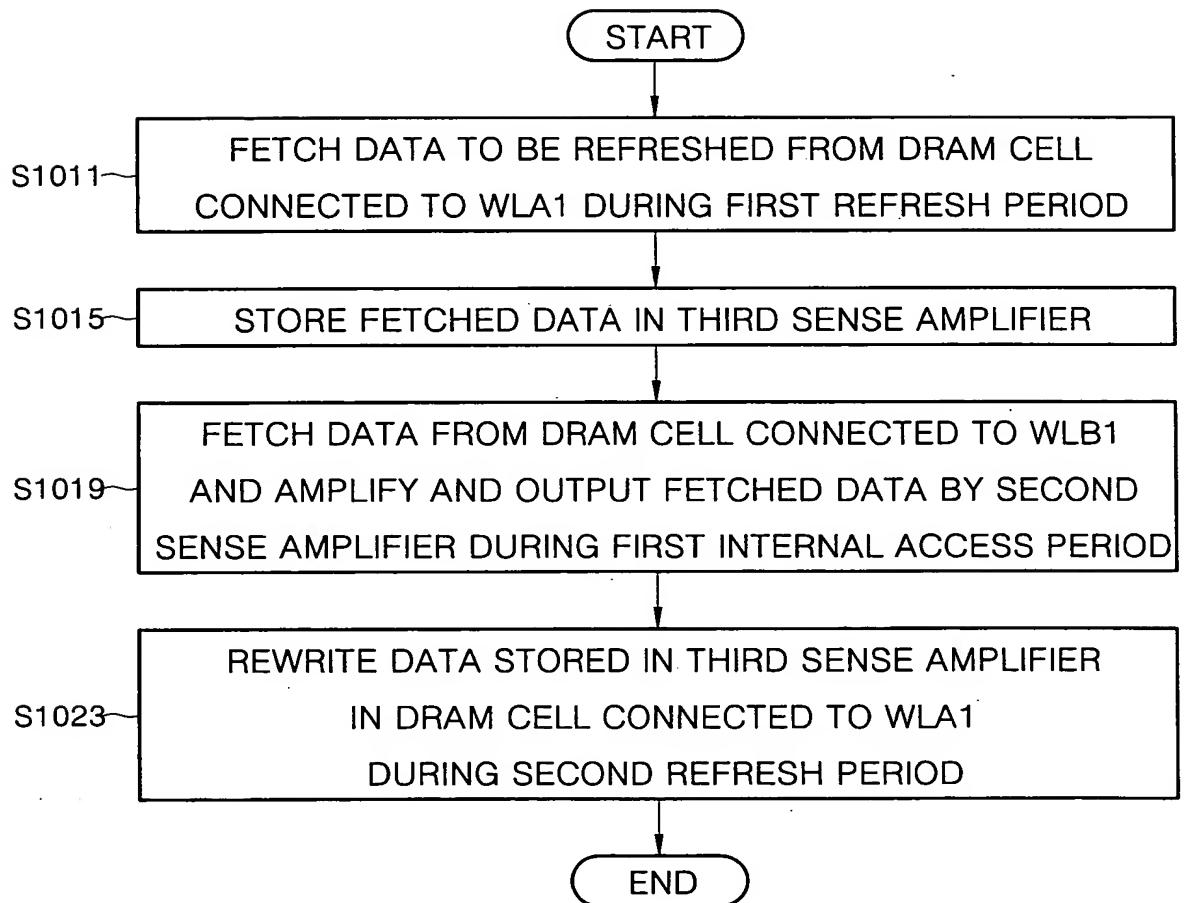 START
S1011
FETCH DATA TO BE REFRESHED FROM DRAM CELL
CONNECTED TO WLA1 DURING FIRST REFRESH PERIOD
S1015
STORE FETCHED DATA IN THIRD SENSE AMPLIFIER
S1019
FETCH DATA FROM DRAM CELL CONNECTED TO WLB1
AND AMPLIFY AND OUTPUT FETCHED DATA BY SECOND
SENSE AMPLIFIER DURING FIRST INTERNAL ACCESS PERIOD
S1023
REWRITE DATA STORED IN THIRD SENSE AMPLIFIER
IN DRAM CELL CONNECTED TO WLA1
DURING SECOND REFRESH PERIOD
END